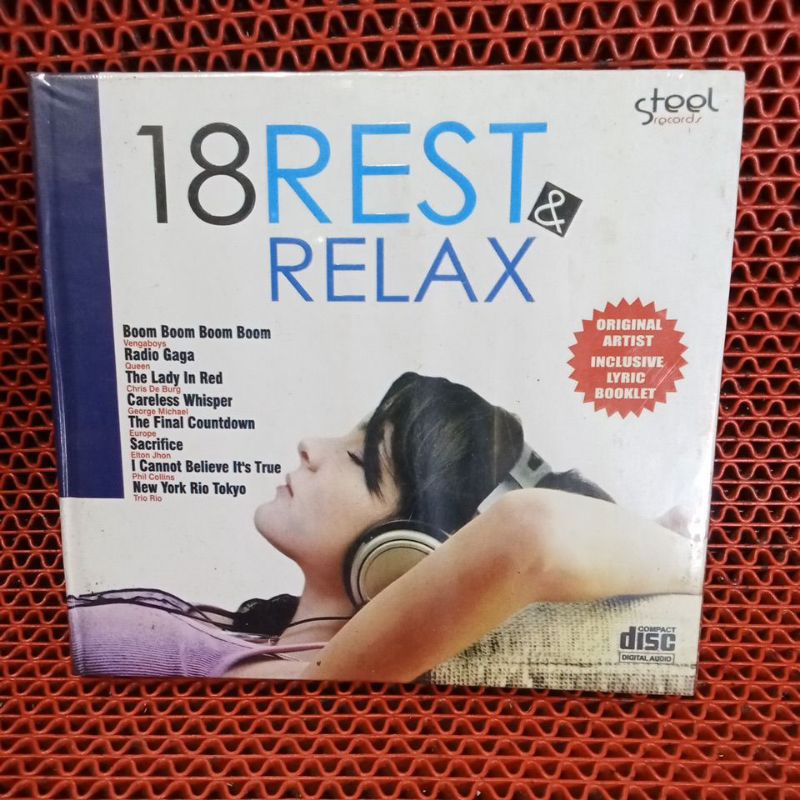 steel
records
18 REST &
RELAX
ORIGINAL
ARTIST
INCLUSIVE
LYRIC
BOOKLET
Boom Boom Boom Boom
Vengaboys
Radio Gaga
Queen
The Lady In Red
Chris De Burg
Careless Whisper
George Michael
The Final Countdown
Europe
Sacrifice
Elton Jhon
I Cannot Believe It's True
Phil Collins
New York Rio Tokyo
Trio Rio
COMPACT
disc
DIGITAL AUDIO